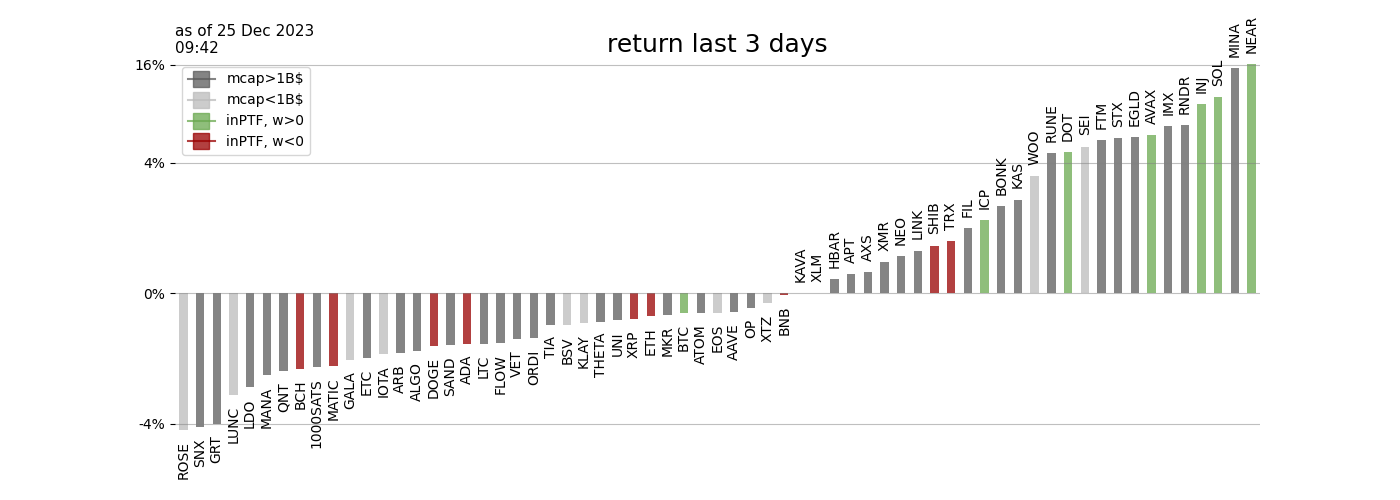 as of 25 Dec 2023
09:42
return last 3 days
16%
4%
0%
-4%
mcap>1B$
mcap<1B$
inPTF, w>0
inPTF, w<0
ROSE
SNX
GRT
LUNC
LDO
MANA
QNT
BCH
1000SATS
MATIC
GALA
ETC
IOTA
ARB
ALGO
DOGE
SAND
ADA
LTC
FLOW
VET
ORDI
TIA
BSV
KLAY
THETA
UNI
XRP
ETH
MKR
BTC
ATOM
EOS
AAVE
OP
XTZ
BNB
KAVA
XLM
HBAR
APT
AXS
XMR
NEO
LINK
SHIB
TRX
FIL
ICP
BONK
KAS
WOO
RUNE
DOT
SEI
FTM
STX
EGLD
AVAX
IMX
RNDR
INJ
SOL
MINA
NEAR